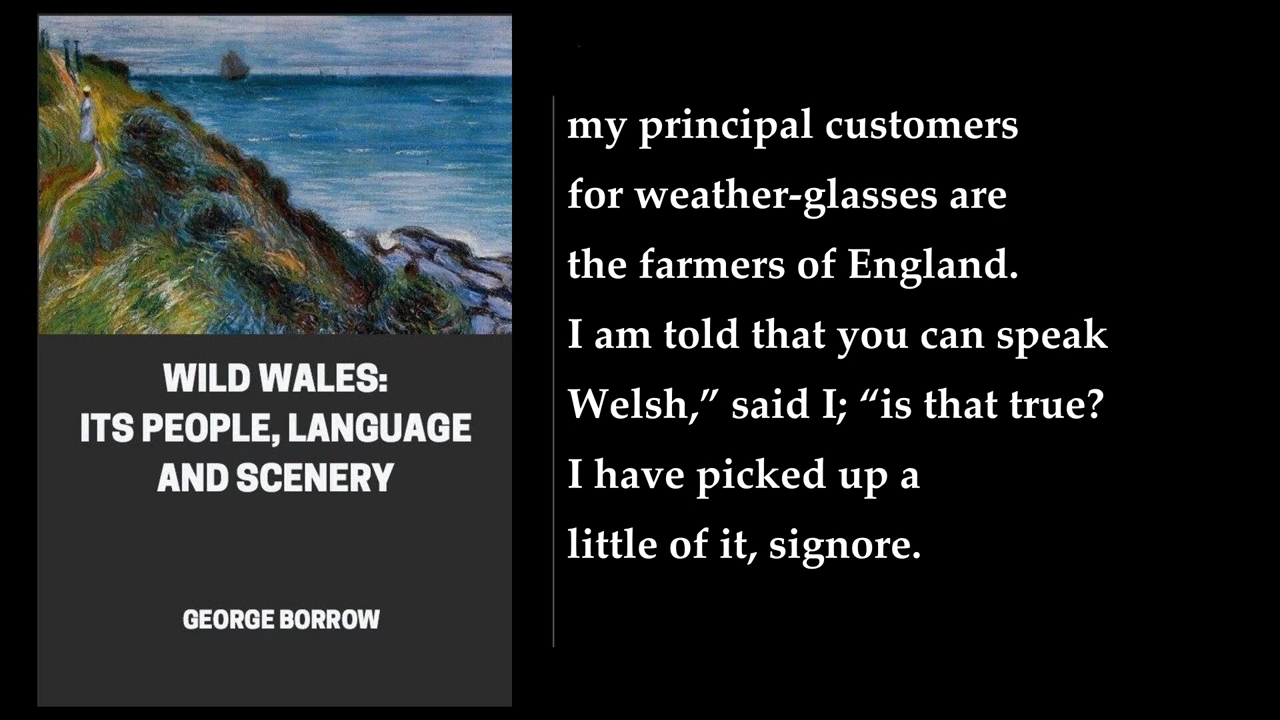 WILD WALES:
ITS PEOPLE, LANGUAGE
AND SCENERY
GEORGE BORROW
my principal customers
for weather-glasses are
the farmers of England.
I am told that you can speak
Welsh,” said I; “is that true?
I have picked up a
little of it, signore.